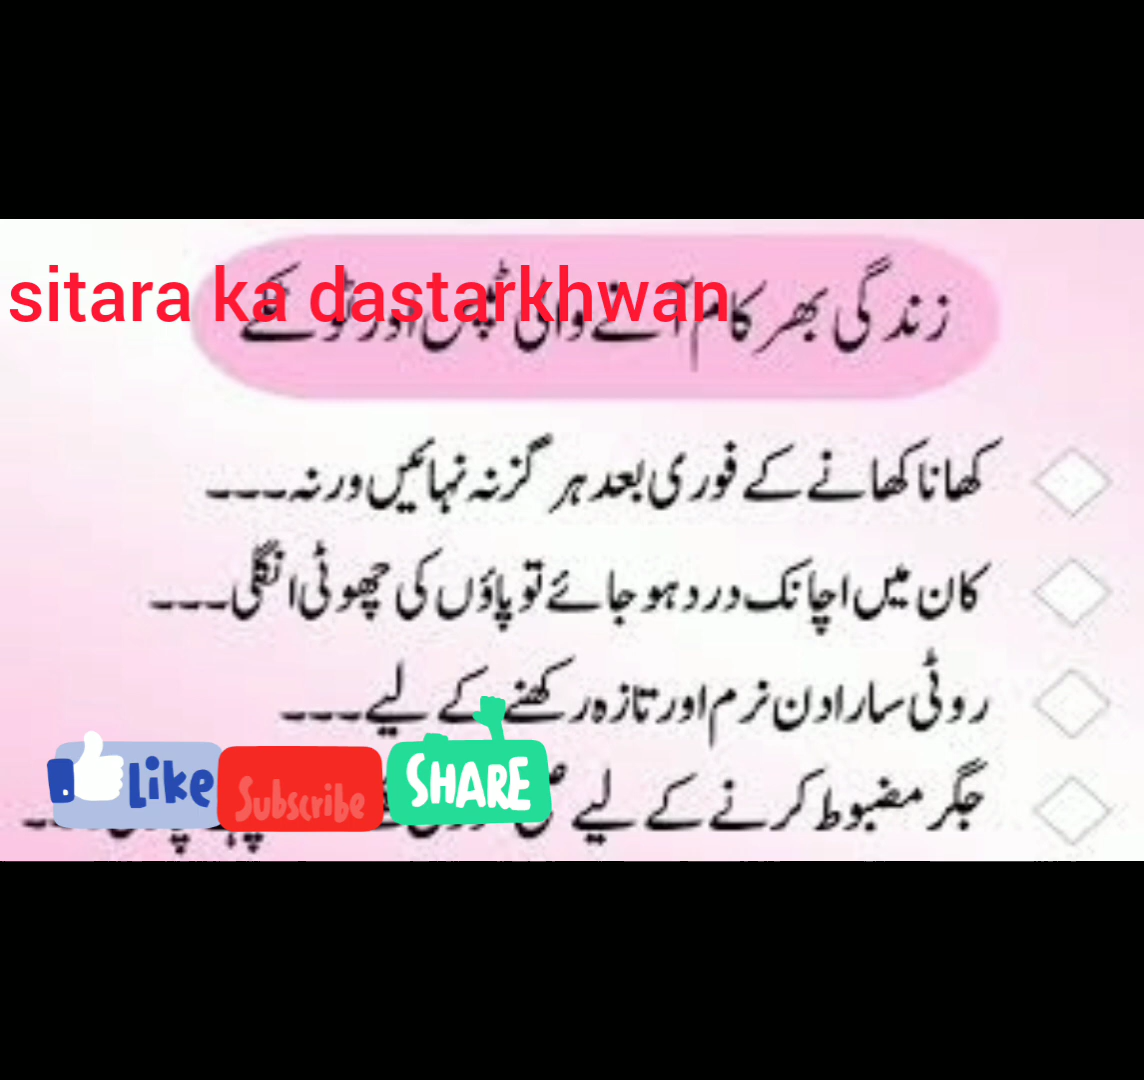 sitara ka dastarkhwan
زندگی بھر کام آنے والی ٹپس اور ٹوٹکے
کھانا کھانے کے فوری بعد ہر گز نہ نہائیں ورنہ۔۔۔
کان میں اچانک درد ہو جائے تو پاؤں کی چھوٹی انگلی۔۔۔
روٹی سارا دن نرم اور تازہ رکھنے کے لیے۔۔۔
جگر مضبوط کرنے کے لیے
Like
Subscribe
SHARE